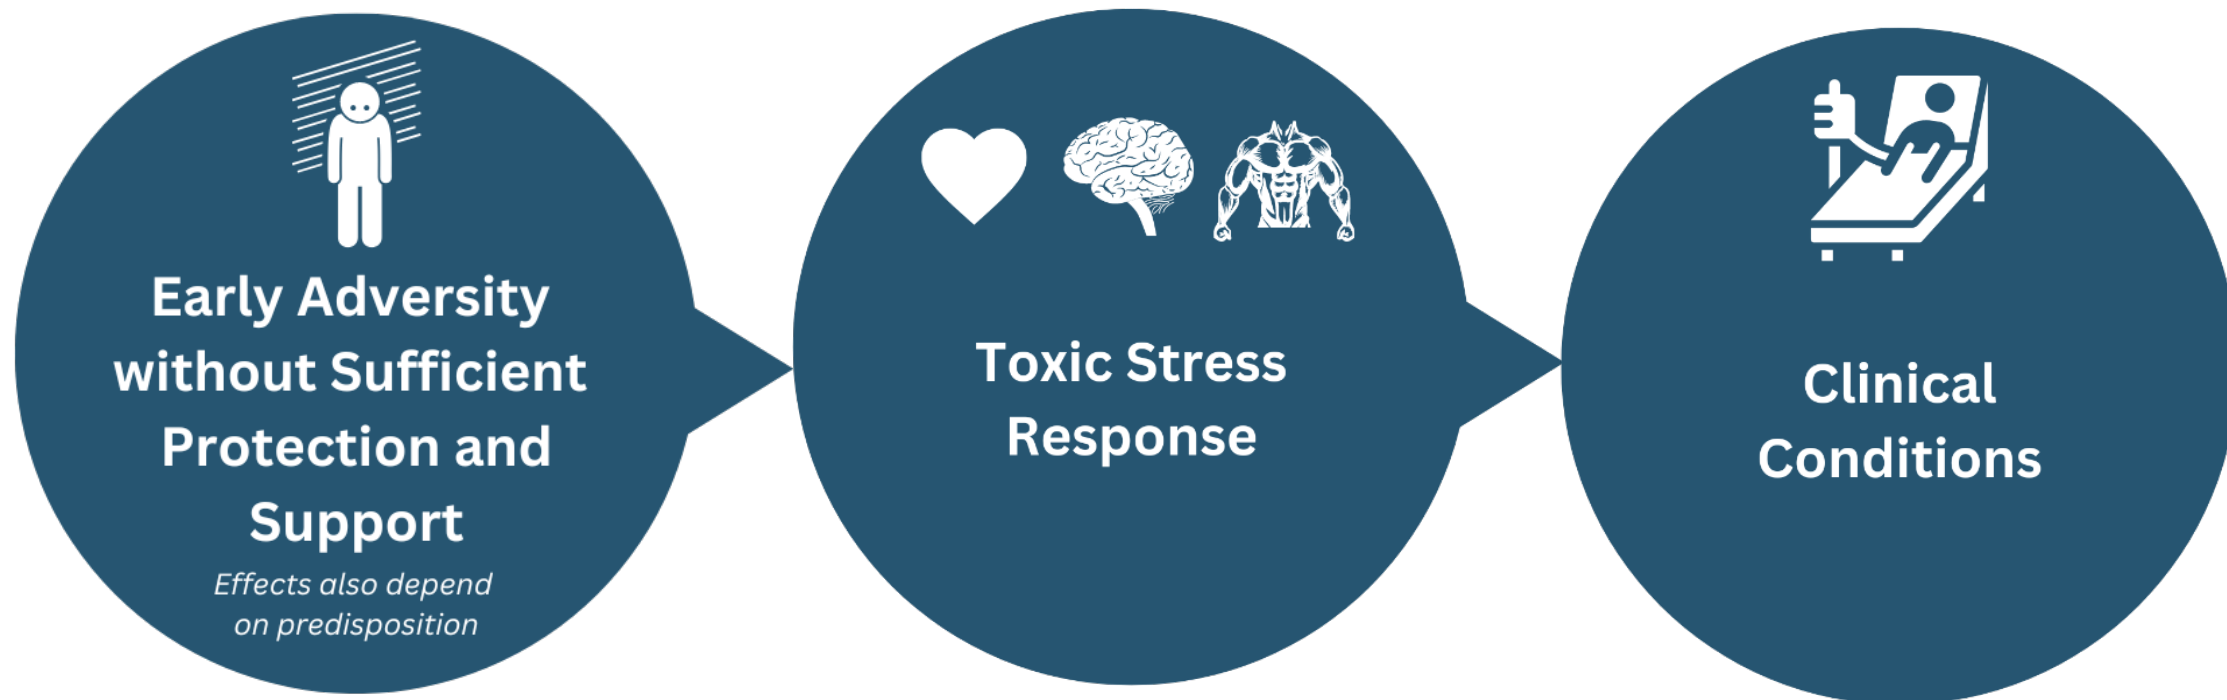 Early Adversity
without Sufficient
Protection and
Support
Effects also depend
on predisposition
Toxic Stress
Response
Clinical
Conditions